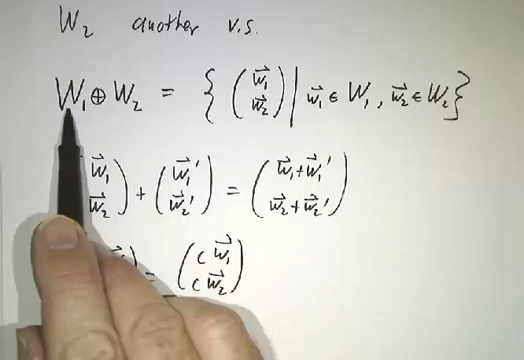 W₂ another v.s.
W₁ ⊕ W₂ = { (w⃗₁ w⃗₂) | w⃗₁ ∈ W₁, w⃗₂ ∈ W₂ }
w⃗₁ w⃗₂) + (w⃗₁' w⃗₂') = (w⃗₁+w⃗₁' w⃗₂+w⃗₂')
) = (c w⃗₁ c w⃗₂)